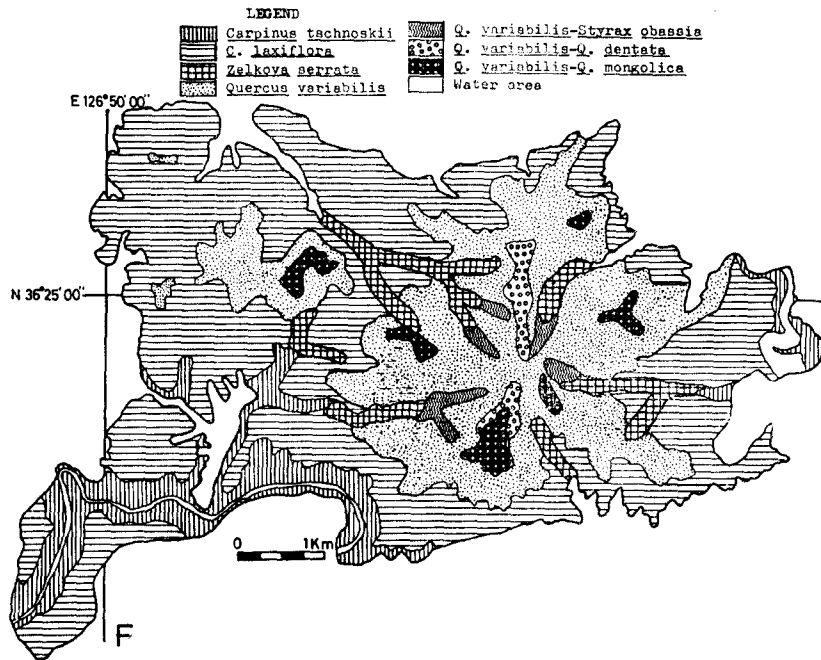 LEGEND
Carpinus tschnoskii
C. laxiflora
Zelkova serrata
Quercus variabilis
Q. variabilis-Styrax obassia
Q. variabilis-Q. dentata
Q. variabilis-Q. mongolica
Water area
E 126° 50′ 00″
N 36° 25′ 00″
0 1Km
F